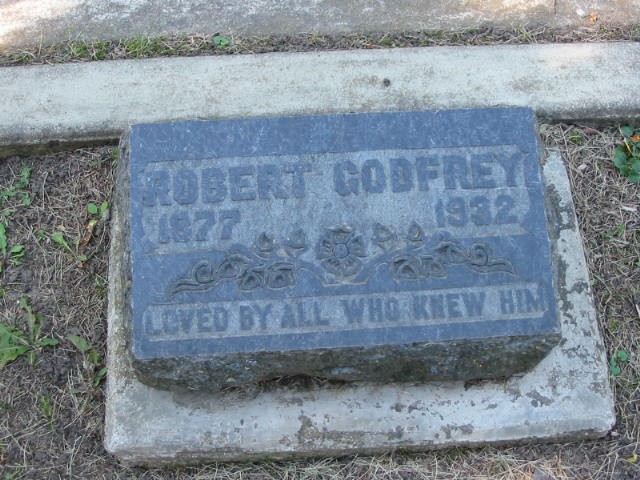 ROBERT GODFREY
1877 1932
LOVED BY ALL WHO KNEW HIM